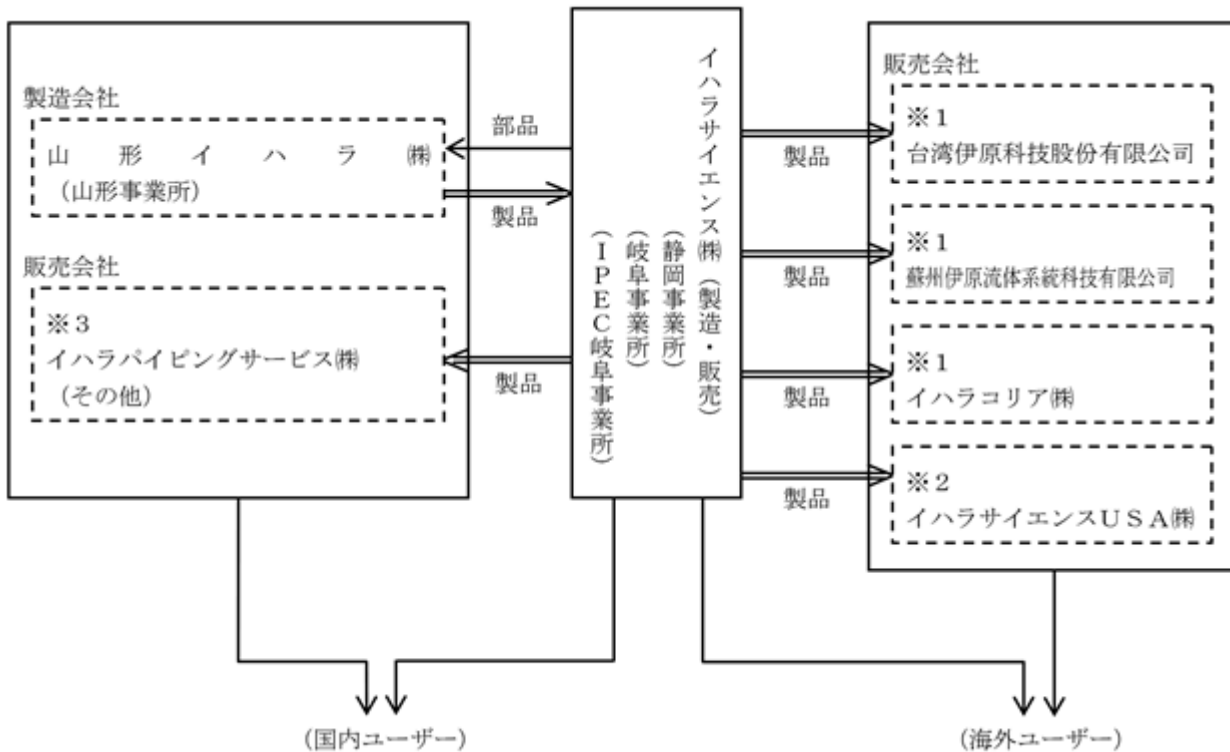 製造会社
山形イハラ㈱
（山形事業所）
販売会社
※３
イハラパイピングサービス㈱
（その他）
部品
製品
製品
イハラサイエンス㈱（製造・販売）
（静岡事業所）
（岐阜事業所）
（ＩＰＥＣ岐阜事業所）
製品
製品
製品
製品
販売会社
※１
台湾伊原科技股份有限公司
※１
蘇州伊原流体系統科技有限公司
※１
イハラコリア㈱
※２
イハラサイエンスＵＳＡ㈱
（国内ユーザー）
（海外ユーザー）